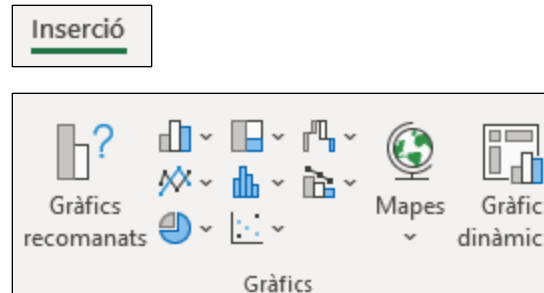 Inserció
Gràfics
recomanats
Mapes
Gràfic
dinàmic
Gràfics